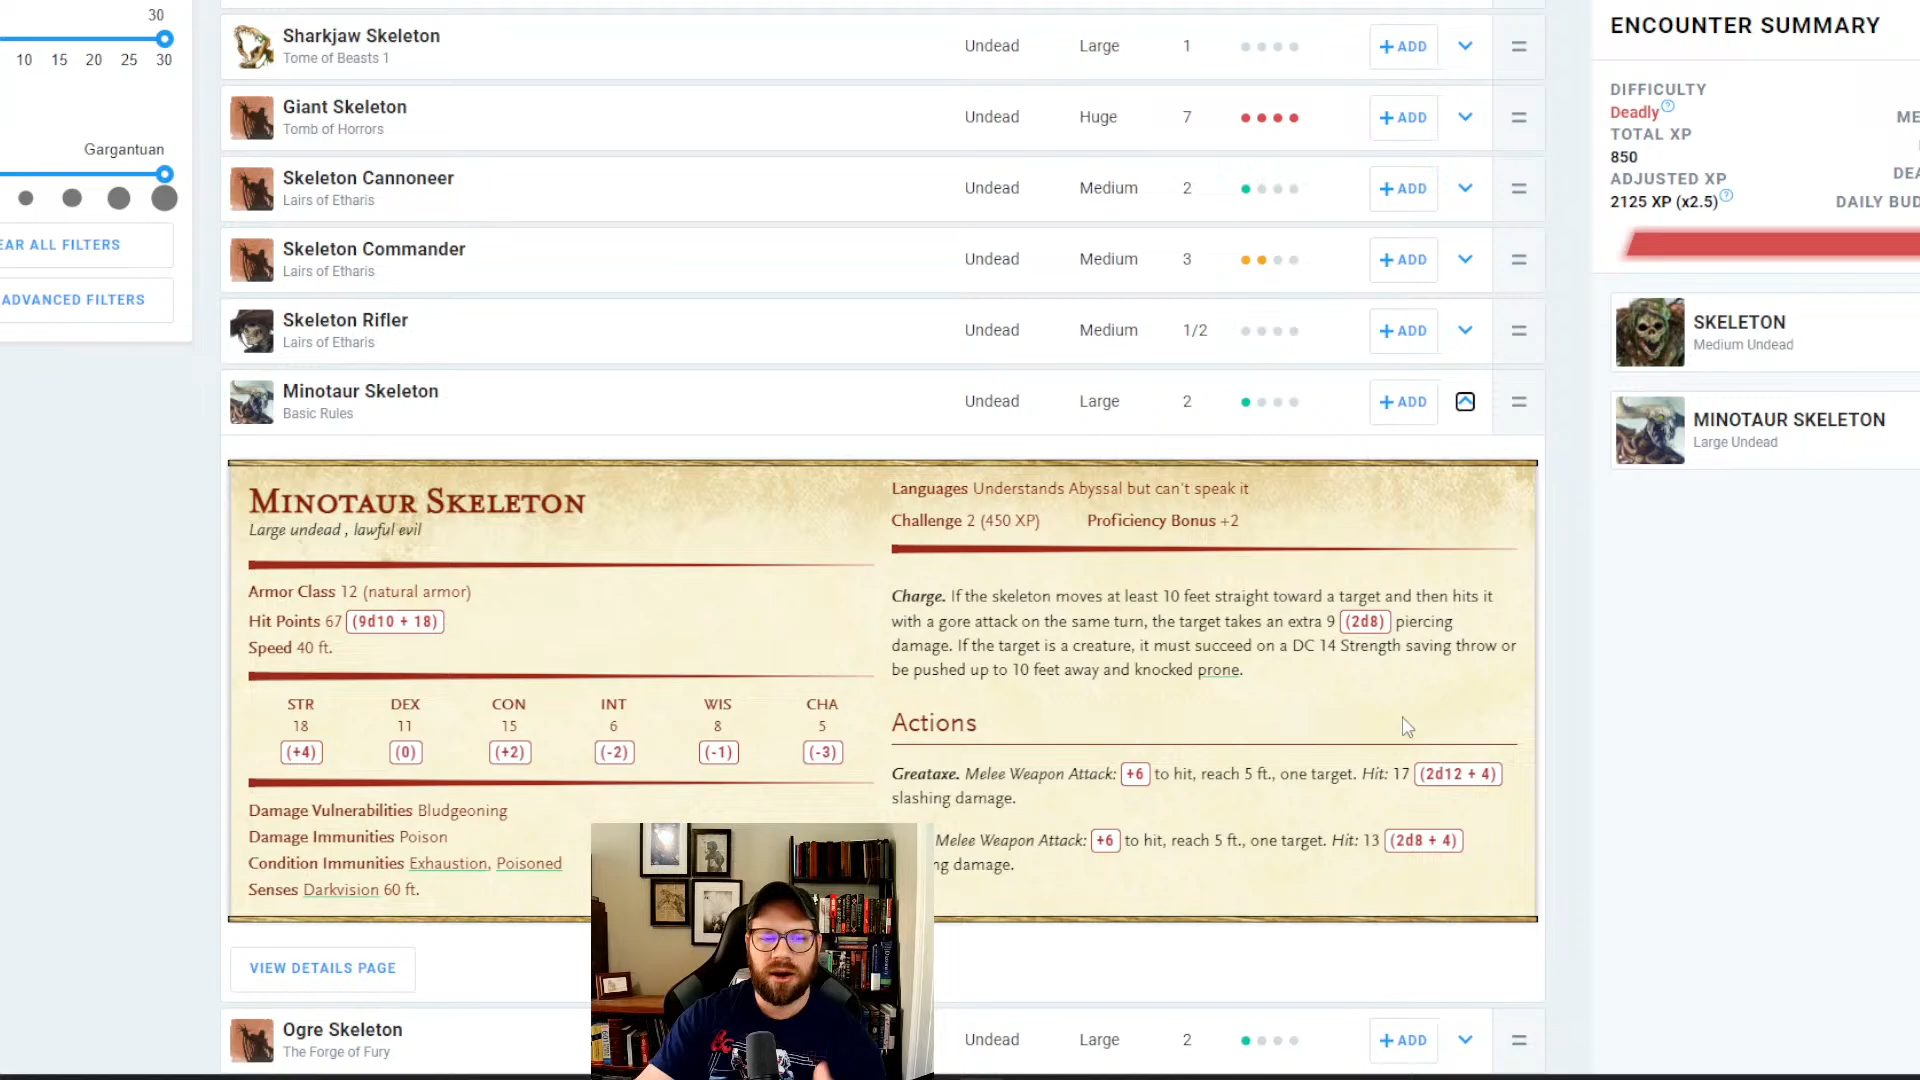 30
10 15 20 25 30
Gargantuan
EAR ALL FILTERS
ADVANCED FILTERS
Sharkjaw Skeleton
Tome of Beasts 1
Undead Large 1 + ADD
Giant Skeleton
Tomb of Horrors
Undead Huge 7 + ADD
Skeleton Cannoneer
Lairs of Etharis
Undead Medium 2 + ADD
Skeleton Commander
Lairs of Etharis
Undead Medium 3 + ADD
Skeleton Rifler
Lairs of Etharis
Undead Medium 1/2 + ADD
Minotaur Skeleton
Basic Rules
Undead Large 2 + ADD
Minotaur Skeleton
Large undead , lawful evil
Armor Class 12 (natural armor)
Hit Points 67 (9d10 + 18)
Speed 40 ft.
STR DEX CON INT WIS CHA
18 11 15 6 8 5
(+4) (0) (+2) (-2) (-1) (-3)
Damage Vulnerabilities Bludgeoning
Damage Immunities Poison
Condition Immunities Exhaustion, Poisoned
Senses Darkvision 60 ft.
Languages Understands Abyssal but can't speak it
Challenge 2 (450 XP) Proficiency Bonus +2
Charge. If the skeleton moves at least 10 feet straight toward a target and then hits it
with a gore attack on the same turn, the target takes an extra 9 (2d8) piercing
damage. If the target is a creature, it must succeed on a DC 14 Strength saving throw or
be pushed up to 10 feet away and knocked prone.
Actions
Greataxe. Melee Weapon Attack: +6 to hit, reach 5 ft., one target. Hit: 17 (2d12 + 4)
slashing damage.
Melee Weapon Attack: +6 to hit, reach 5 ft., one target. Hit: 13 (2d8 + 4)
ng damage.
VIEW DETAILS PAGE
Ogre Skeleton
The Forge of Fury
Undead Large 2 + ADD
ENCOUNTER SUMMARY
DIFFICULTY
Deadly ?
TOTAL XP
850
ADJUSTED XP
2125 XP (x2.5) ?
ME
DEA
DAILY BUD
SKELETON
Medium Undead
MINOTAUR SKELETON
Large Undead